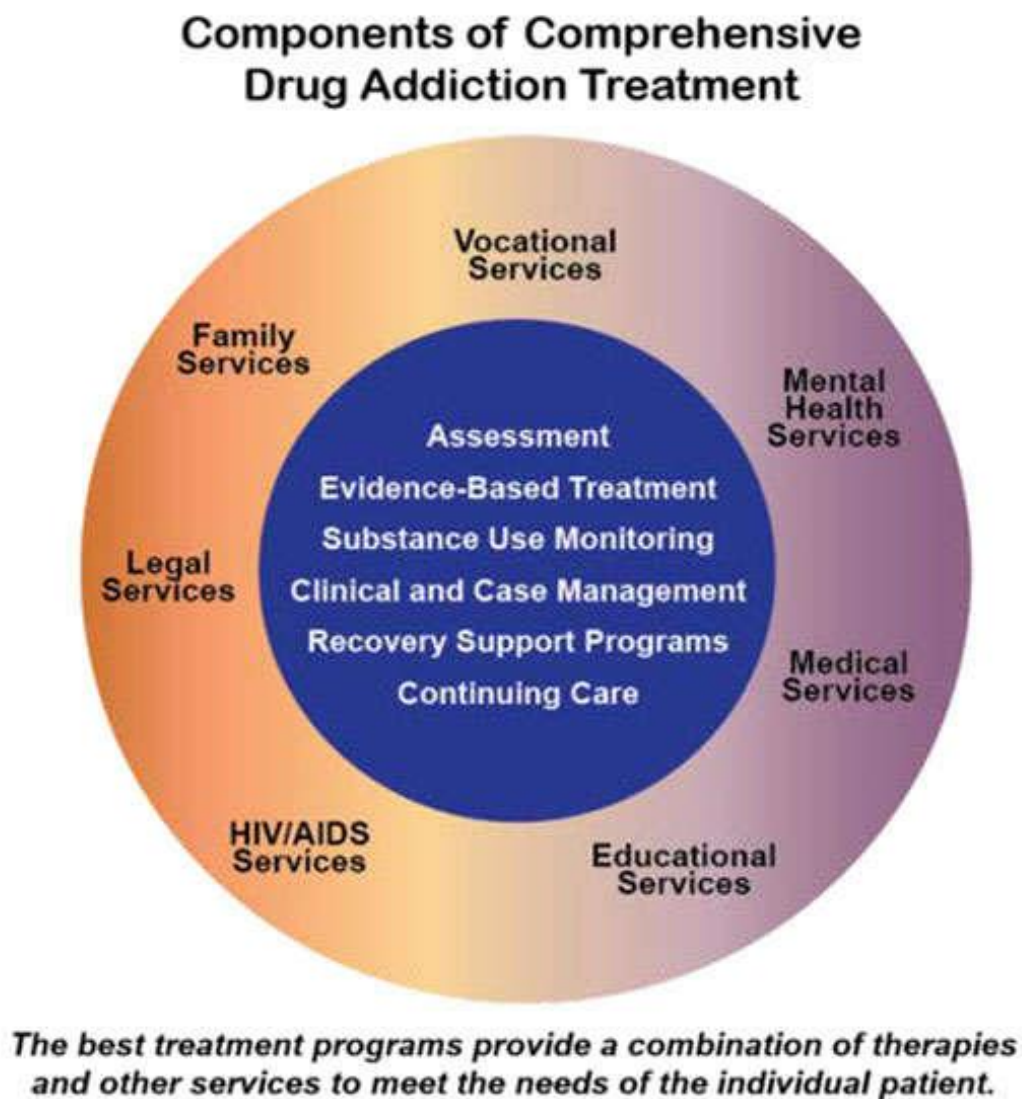 Components of Comprehensive
Drug Addiction Treatment
Vocational
Services
Family
Services
Mental
Health
Services
Assessment
Evidence-Based Treatment
Substance Use Monitoring
Clinical and Case Management
Recovery Support Programs
Continuing Care
Legal
Services
Medical
Services
HIV/AIDS
Services
Educational
Services
The best treatment programs provide a combination of therapies
and other services to meet the needs of the individual patient.